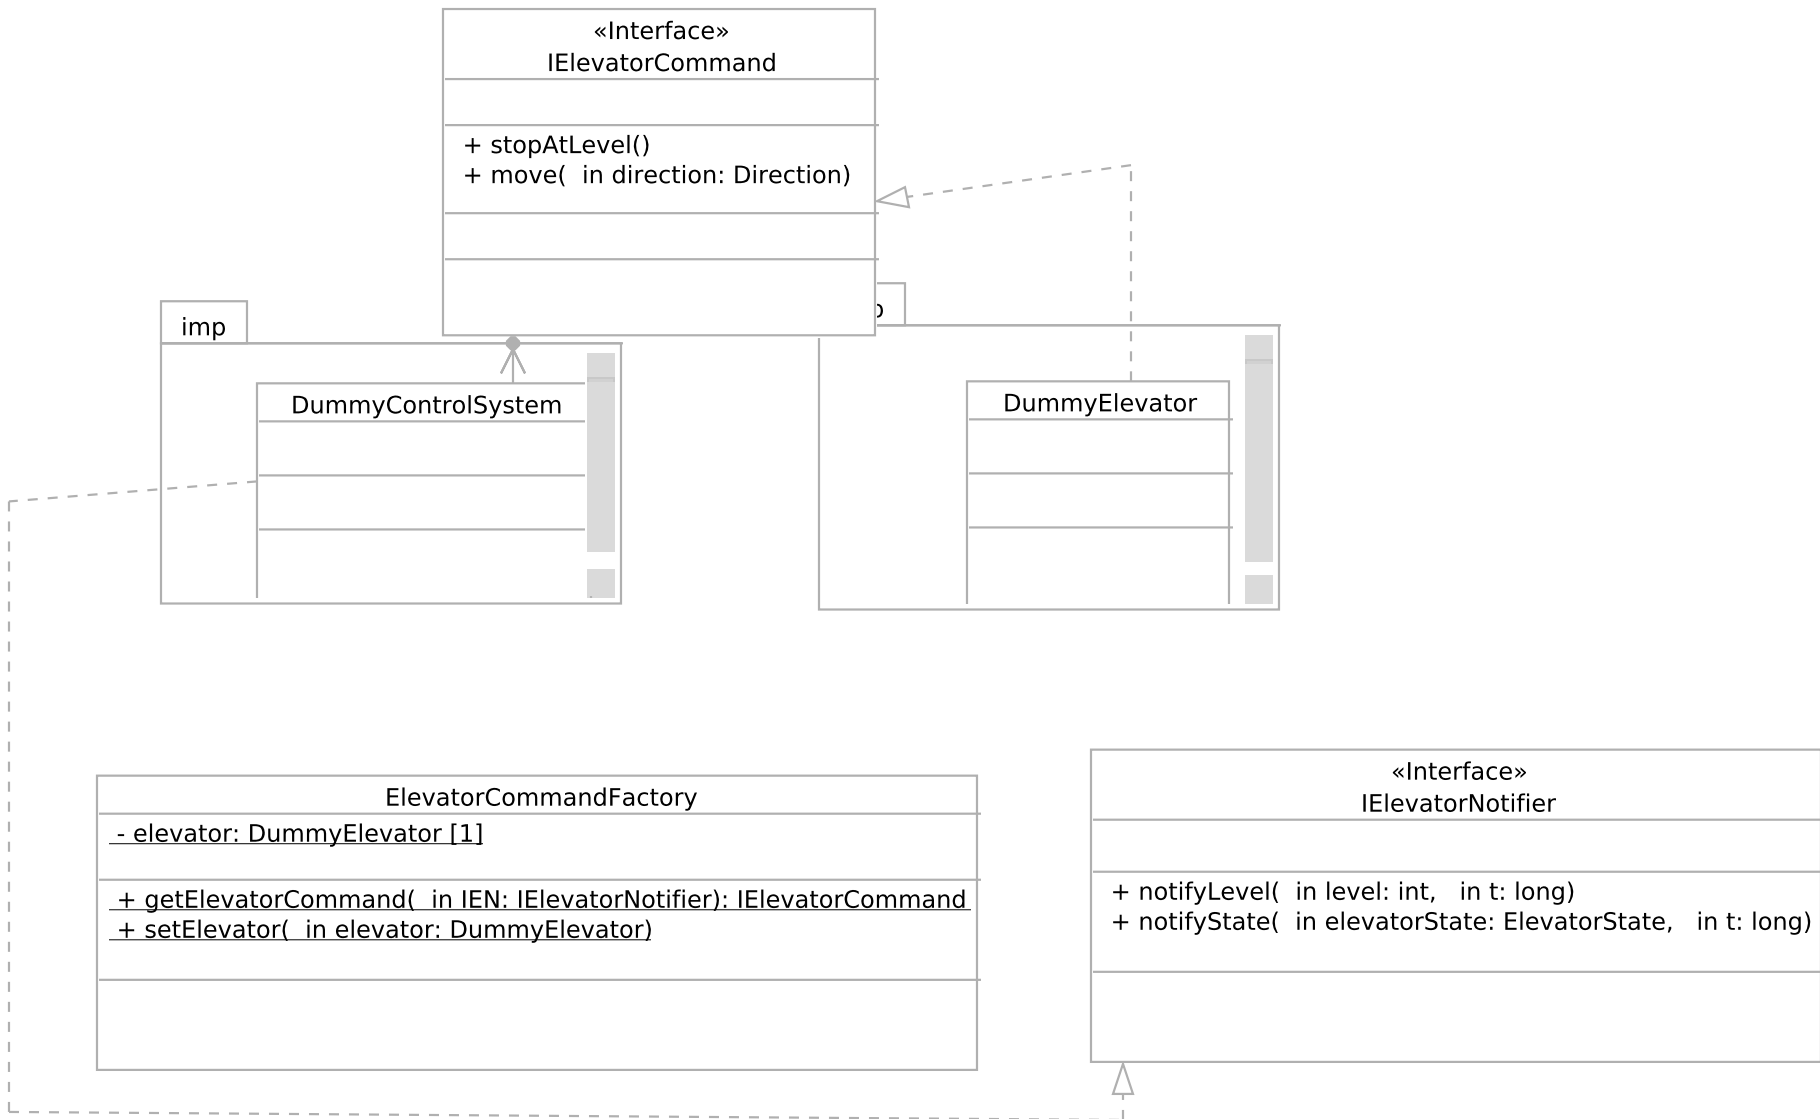 «Interface»
IElevatorCommand
+ stopAtLevel()
+ move(  in direction: Direction)
imp
DummyControlSystem
DummyElevator
ElevatorCommandFactory
- elevator: DummyElevator [1]
+ getElevatorCommand(  in IEN: IElevatorNotifier): IElevatorCommand
+ setElevator(  in elevator: DummyElevator)
«Interface»
IElevatorNotifier
+ notifyLevel(  in level: int,   in t: long)
+ notifyState(  in elevatorState: ElevatorState,   in t: long)